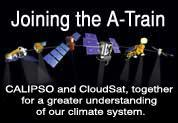 Joining the A-Train
CALIPSO and CloudSat, together
for a greater understanding
of our climate system.